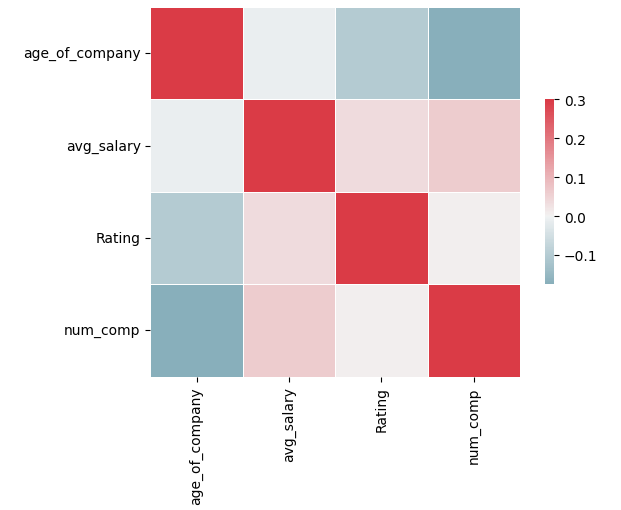 age_of_company
avg_salary
Rating
num_comp
age_of_company
avg_salary
Rating
num_comp
0.3
0.2
0.1
0.0
−0.1